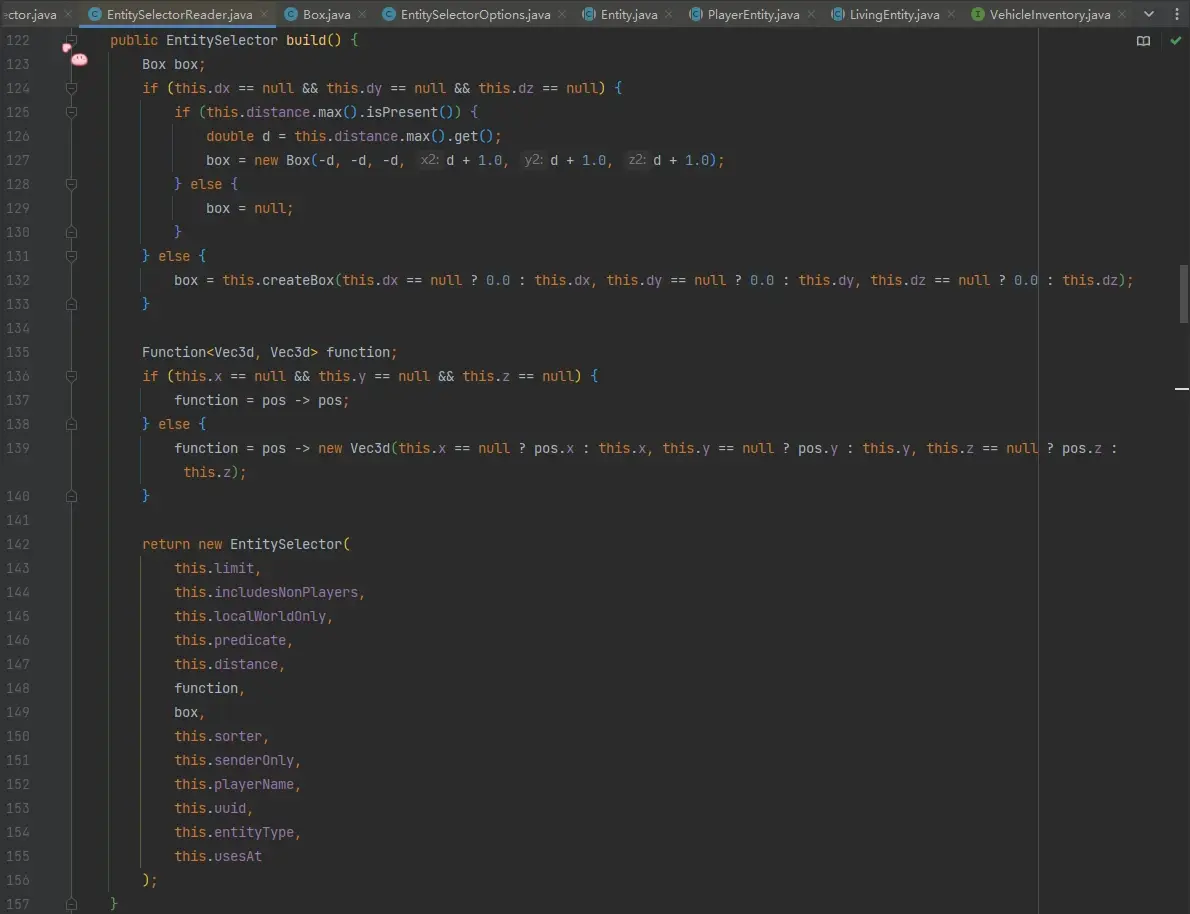 ector.java EntitySelectorReader.java Box.java EntitySelectorOptions.java Entity.java PlayerEntity.java LivingEntity.java VehicleInventory.java
122 public EntitySelector build() {
123 Box box;
124 if (this.dx == null && this.dy == null && this.dz == null) {
125 if (this.distance.max().isPresent()) {
126 double d = this.distance.max().get();
127 box = new Box(-d, -d, -d, x2: d + 1.0, y2: d + 1.0, z2: d + 1.0);
128 } else {
129 box = null;
130 }
131 } else {
132 box = this.createBox(this.dx == null ? 0.0 : this.dx, this.dy == null ? 0.0 : this.dy, this.dz == null ? 0.0 : this.dz);
133 }
134
135 Function<Vec3d, Vec3d> function;
136 if (this.x == null && this.y == null && this.z == null) {
137 function = pos -> pos;
138 } else {
139 function = pos -> new Vec3d(this.x == null ? pos.x : this.x, this.y == null ? pos.y : this.y, this.z == null ? pos.z :
this.z);
140 }
141
142 return new EntitySelector(
143 this.limit,
144 this.includesNonPlayers,
145 this.localWorldOnly,
146 this.predicate,
147 this.distance,
148 function,
149 box,
150 this.sorter,
151 this.senderOnly,
152 this.playerName,
153 this.uuid,
154 this.entityType,
155 this.usesAt
156 );
157 }